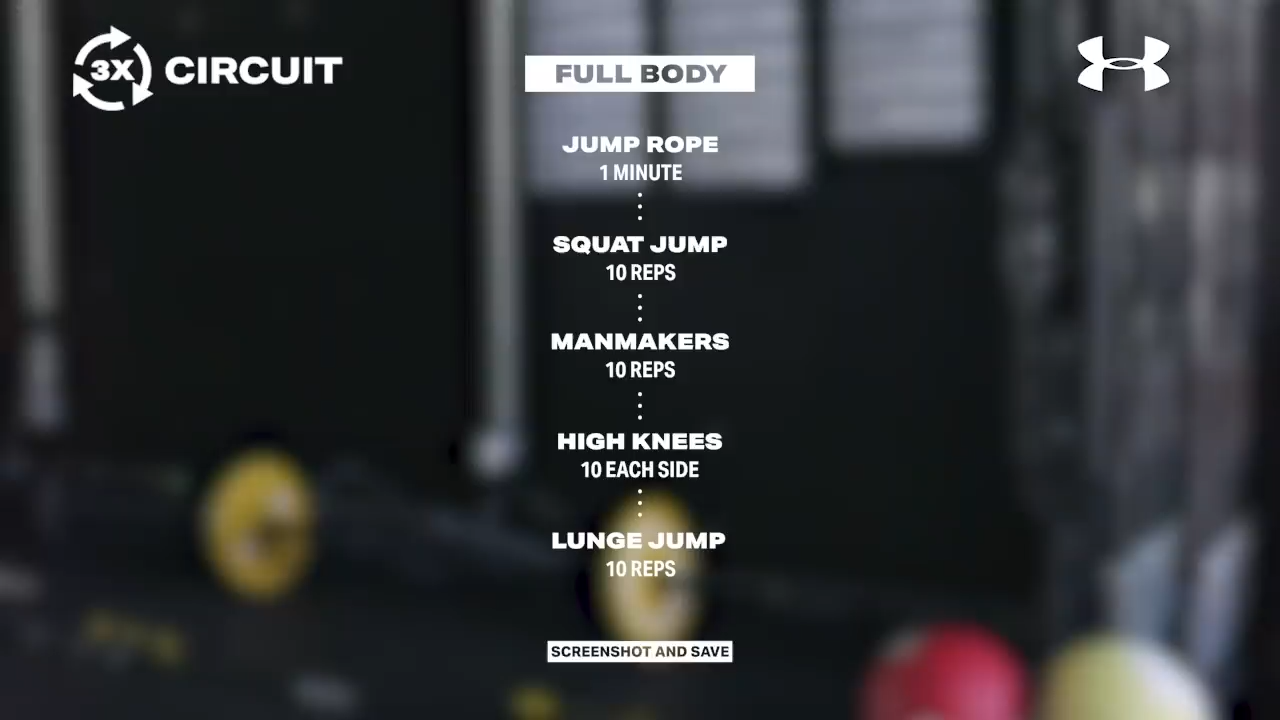 3X CIRCUIT
FULL BODY
JUMP ROPE
1 MINUTE
SQUAT JUMP
10 REPS
MANMAKERS
10 REPS
HIGH KNEES
10 EACH SIDE
LUNGE JUMP
10 REPS
SCREENSHOT AND SAVE